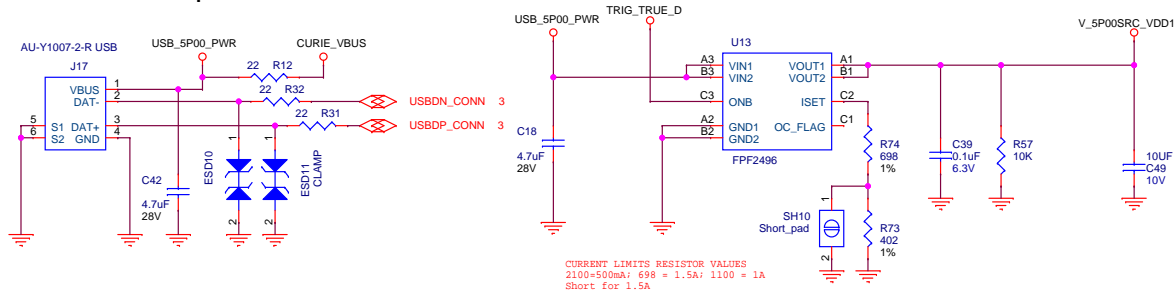 AU-Y1007-2-R USB
J17
VBUS
DAT-
DAT+
GND
S1
S2
1
2
3
4
5
6
USB_5P00_PWR
CURIE_VBUS
22 R12
22 R32
22 R31
USBDN_CONN 3
USBDP_CONN 3
C42
4.7uF
28V
1
ESD10
2
1
ESD11
CLAMP
2
USB_5P00_PWR
TRIG_TRUE_D
C18
4.7uF
28V
U13
A3 VIN1
B3 VIN2
C3 ONB
A2 GND1
B2 GND2
VOUT1 A1
VOUT2 B1
ISET C2
OC_FLAG C1
FPF2496
R74
698
1%
1
SH10
Short_pad
2
R73
402
1%
CURRENT LIMITS RESISTOR VALUES
2100=500mA; 698 = 1.5A; 1100 = 1A
Short for 1.5A
V_5P00SRC_VDD1
C39
0.1uF
6.3V
R57
10K
10UF
C49
10V